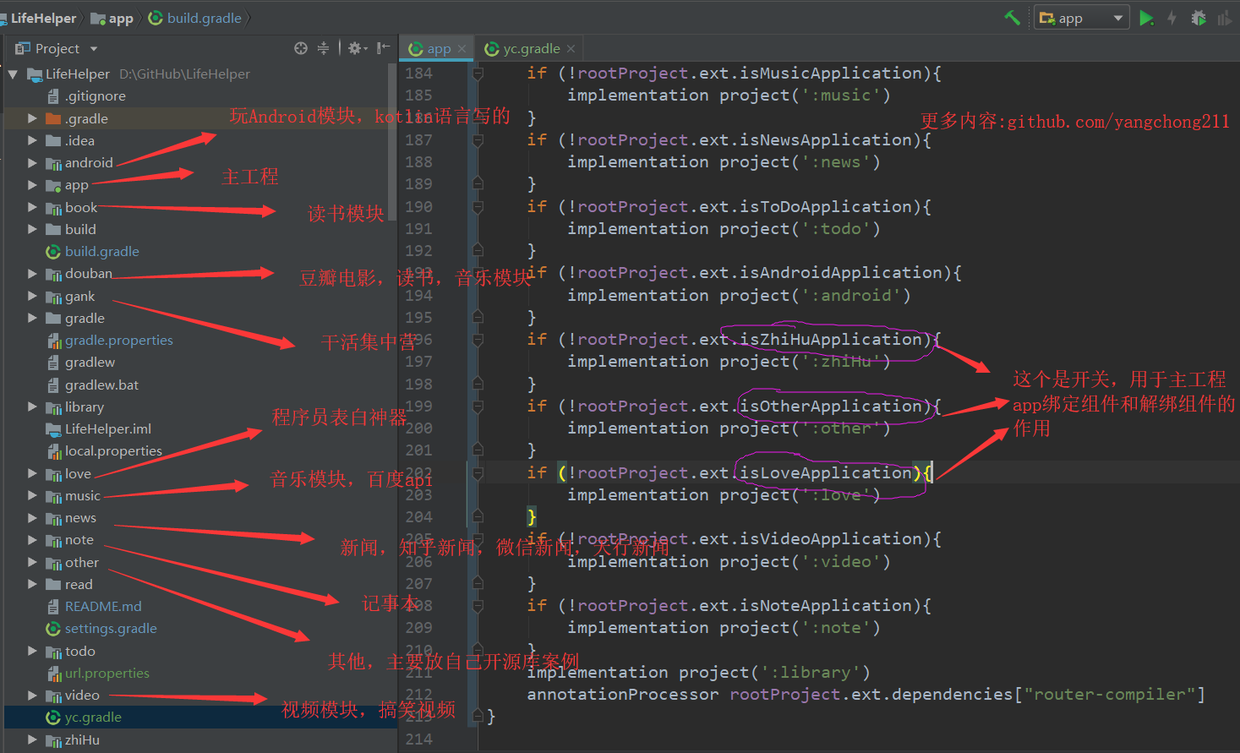 LifeHelper
app
build.gradle
app
Project
app
yc.gradle
LifeHelper D:\GitHub\LifeHelper
.gitignore
.gradle
.idea
android
app
book
build
build.gradle
douban
gank
gradle
gradle.properties
gradlew
gradlew.bat
library
LifeHelper.iml
local.properties
love
music
news
note
other
read
README.md
settings.gradle
todo
url.properties
video
yc.gradle
zhiHu
玩Android模块，kotlin语言写的
主工程
读书模块
豆瓣电影，读书，音乐模块
干活集中营
程序员表白神器
音乐模块，百度api
新闻，知乎新闻，微信新闻，天行新闻
记事本
其他，主要放自己开源库案例
视频模块，搞笑视频
184 if (!rootProject.ext.isMusicApplication){
185 implementation project(':music')
186 }
187 if (!rootProject.ext.isNewsApplication){
188 implementation project(':news')
189 }
190 if (!rootProject.ext.isToDoApplication){
191 implementation project(':todo')
192 }
193 if (!rootProject.ext.isAndroidApplication){
194 implementation project(':android')
195 }
196 if (!rootProject.ext.isZhiHuApplication){
197 implementation project(':zhiHu')
198 }
199 if (!rootProject.ext.isOtherApplication){
200 implementation project(':other')
201 }
202 if (!rootProject.ext.isLoveApplication){
203 implementation project(':love')
204 }
205 if (!rootProject.ext.isVideoApplication){
206 implementation project(':video')
207 }
208 if (!rootProject.ext.isNoteApplication){
209 implementation project(':note')
210 }
211 implementation project(':library')
212 annotationProcessor rootProject.ext.dependencies["router-compiler"]
213 }
214
更多内容:github.com/yangchong211
这个是开关，用于主工程
app绑定组件和解绑组件的
作用